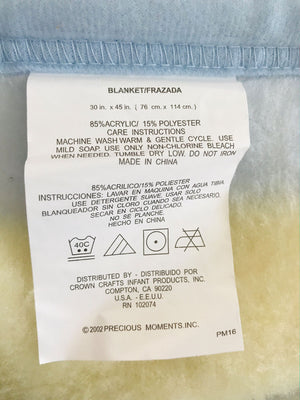 BLANKET/FRAZADA
30 in. x 45 in. ( 76 cm. x 114 cm.)
85%ACRYLIC/ 15% POLYESTER
CARE INSTRUCTIONS
MACHINE WASH WARM & GENTLE CYCLE. USE
MILD SOAP. USE ONLY NON-CHLORINE BLEACH
WHEN NEEDED. TUMBLE DRY LOW. DO NOT IRON
MADE IN CHINA
85%ACRILICO/15% POLIESTER
INSTRUCCIONES: LAVAR EN MAQUINA CON AGUA TIBIA.
USE DETERGENTE SUAVE. USAR SOLO
BLANQUEADOR SIN CLORO CUANDO SEA NECESARIO.
SECAR EN CICLO DELICADO.
NO SE PLANCHE.
HECHO EN CHINA
40C
DISTRIBUTED BY - DISTRIBUIDO POR
CROWN CRAFTS INFANT PRODUCTS, INC.
COMPTON, CA 90220
U.S.A. - E.E.U.U.
RN 102074
© 2002 PRECIOUS MOMENTS.INC.
PM16